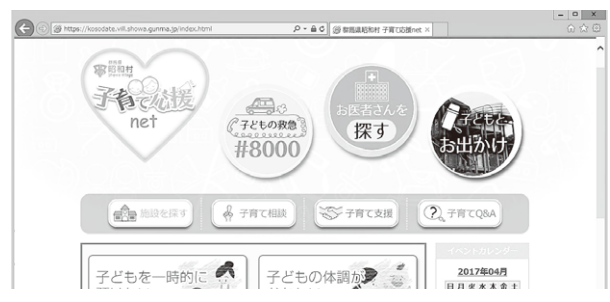 https://kosodate.vill.showa.gunma.jp/index.html
群馬県昭和村 子育て応援net
群馬県
昭和村
子育て応援
net
子どもの救急
#8000
お医者さんを
探す
子どもと
お出かけ
施設を探す
子育て相談
子育て支援
子育てQ&A
イベントカレンダー
2017年04月
日 月 火 水 木 金 土
子どもを一時的に
子どもの体調が